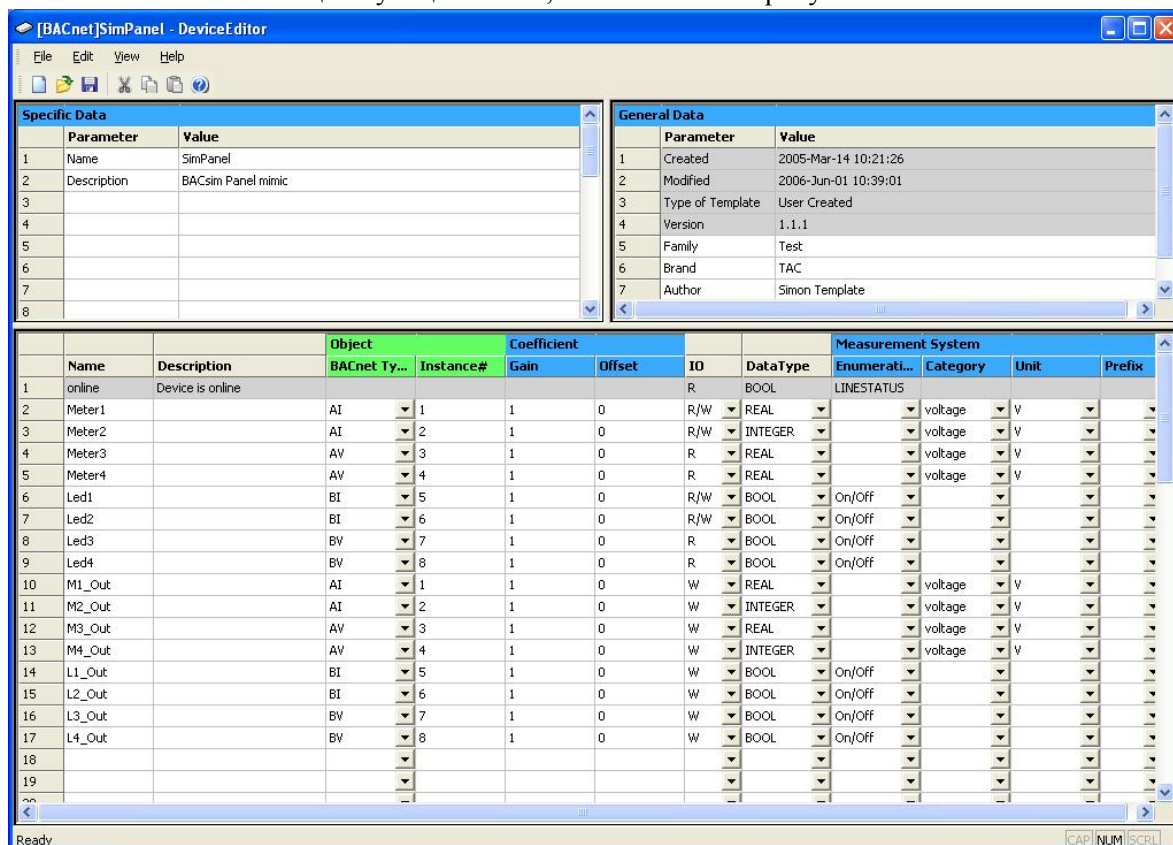 [BACnet]SimPanel - DeviceEditor
File Edit View Help
Specific Data
Parameter Value
1 Name SimPanel
2 Description BACsim Panel mimic
3
4
5
6
7
8
General Data
Parameter Value
1 Created 2005-Mar-14 10:21:26
2 Modified 2006-Jun-01 10:39:01
3 Type of Template User Created
4 Version 1.1.1
5 Family Test
6 Brand TAC
7 Author Simon Template
Object Coefficient Measurement System
Name Description BACnet Ty... Instance# Gain Offset IO DataType Enumerati... Category Unit Prefix
1 online Device is online R BOOL LINESTATUS
2 Meter1 AI 1 1 0 R/W REAL voltage V
3 Meter2 AI 2 1 0 R/W INTEGER voltage V
4 Meter3 AV 3 1 0 R REAL voltage V
5 Meter4 AV 4 1 0 R REAL voltage V
6 Led1 BI 5 1 0 R/W BOOL On/Off
7 Led2 BI 6 1 0 R/W BOOL On/Off
8 Led3 BV 7 1 0 R BOOL On/Off
9 Led4 BV 8 1 0 R BOOL On/Off
10 M1_Out AI 1 1 0 W REAL voltage V
11 M2_Out AI 2 1 0 W INTEGER voltage V
12 M3_Out AV 3 1 0 W REAL voltage V
13 M4_Out AV 4 1 0 W INTEGER voltage V
14 L1_Out BI 5 1 0 W BOOL On/Off
15 L2_Out BI 6 1 0 W BOOL On/Off
16 L3_Out BV 7 1 0 W BOOL On/Off
17 L4_Out BV 8 1 0 W BOOL On/Off
18
19
Ready CAP NUM SCRL